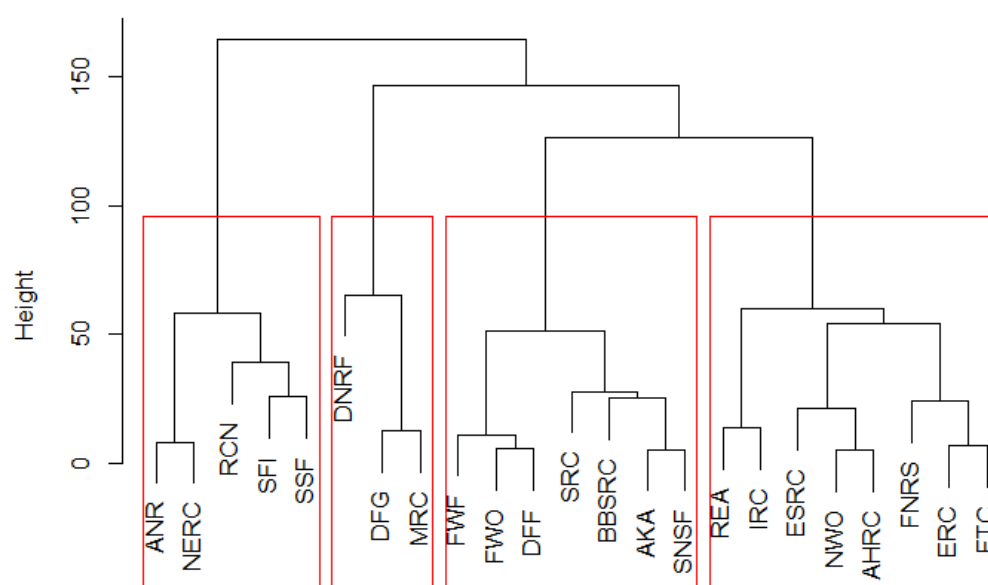 Height
150
100
50
0
ANR
NERC
RCN
SFI
SSF
DNRF
DFG
MRC
FWF
FWO
DFF
SRC
BBSRC
AKA
SNSF
REA
IRC
ESRC
NWO
AHRC
FNRS
ERC